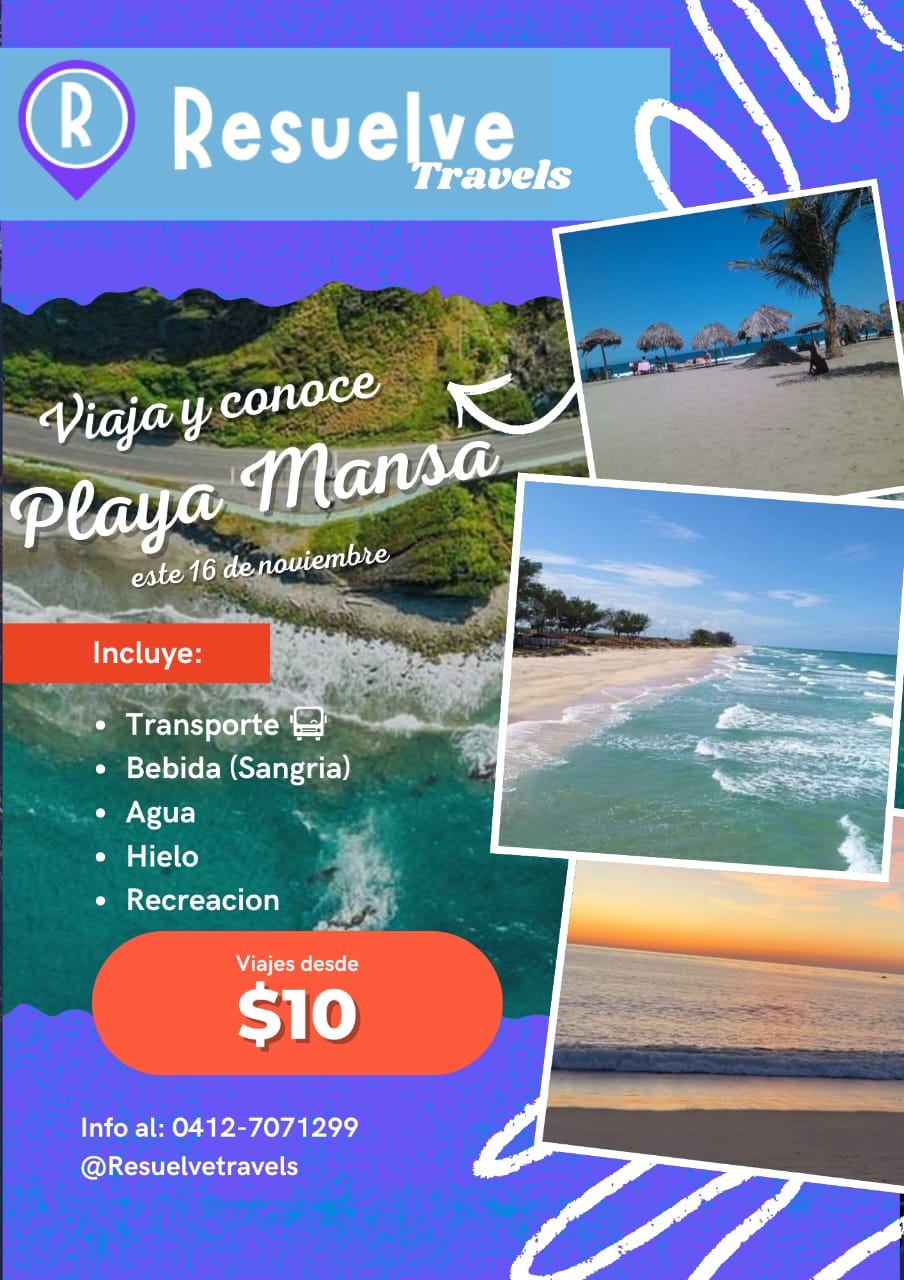 R
Resuelve
Travels
Viaja y conoce
Playa Mansa
este 16 de noviembre
Incluye:
• Transporte
• Bebida (Sangria)
• Agua
• Hielo
• Recreacion
Viajes desde
$10
Info al: 0412-7071299
@Resuelvetravels